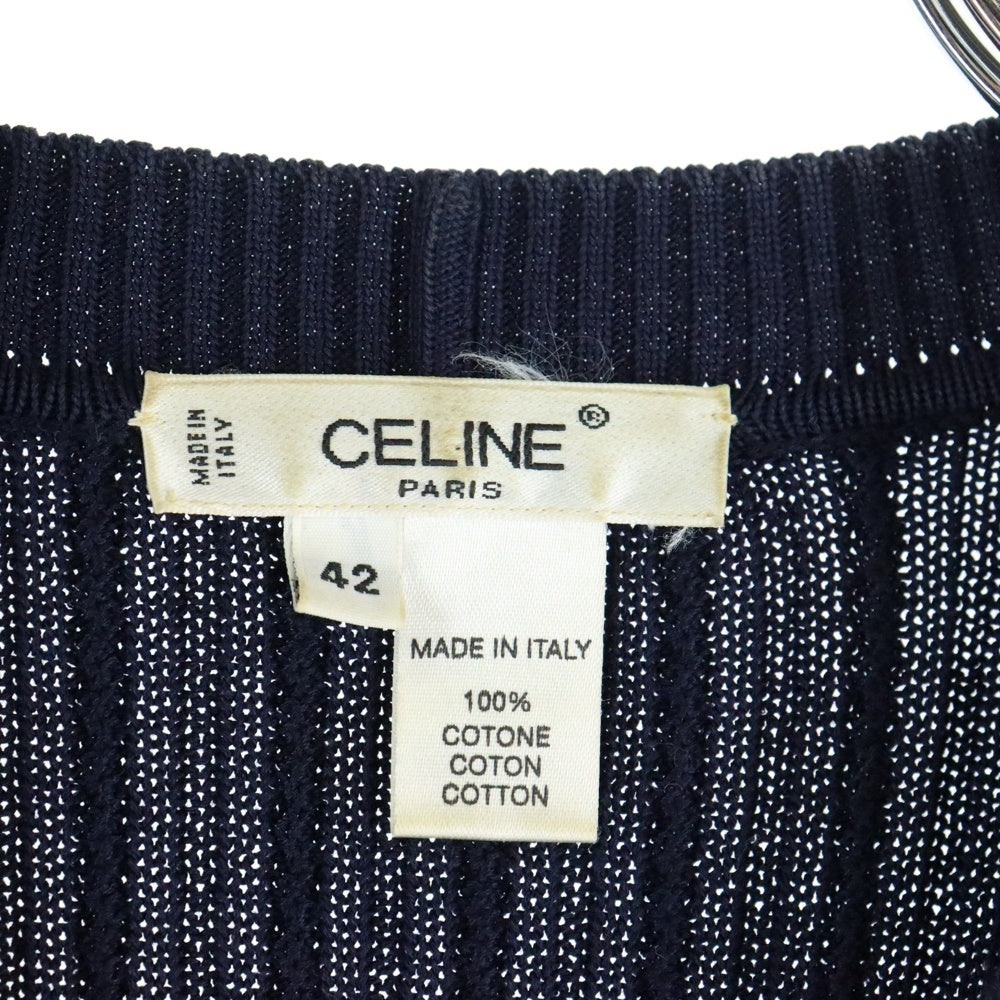 MADE IN
ITALY
CELINE®
PARIS
42
MADE IN ITALY
100%
COTONE
COTON
COTTON